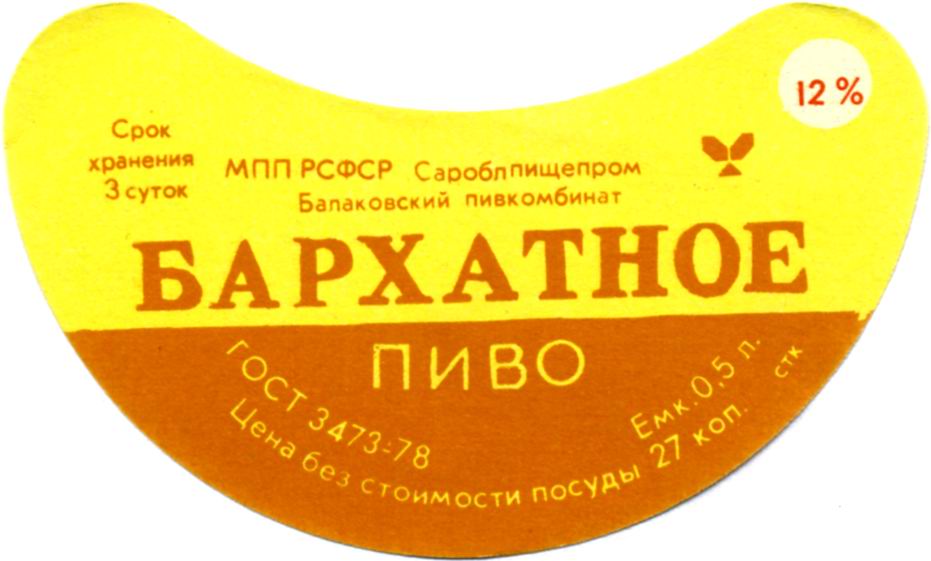 12 %
Срок
хранения
3 суток
МПП РСФСР Сароблпищепром
Балаковский пивкомбинат
БАРХАТНОЕ
ПИВО
ГОСТ 3473-78
Емк. 0,5 л.
Цена без стоимости посуды 27 коп.
стк